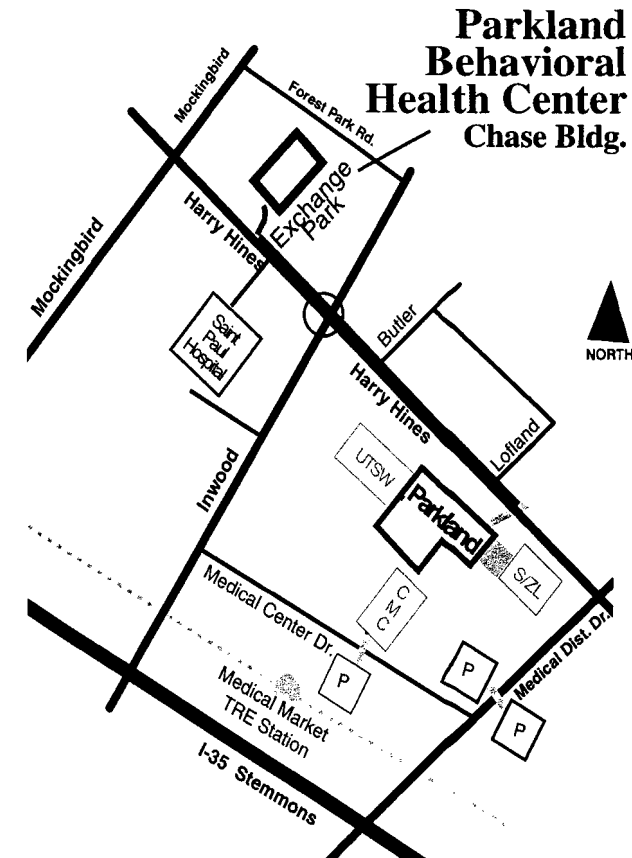 Parkland
Behavioral
Health Center
Chase Bldg.
Mockingbird
Forest Park Rd.
Exchange
Park
Harry Hines
Mockingbird
Saint
Paul
Hospital
Butler
NORTH
Harry Hines
Lofland
UTSW
Inwood
Parkland
S/ZL
Medical Center Dr.
C
M
C
P
P
Medical Dist. Dr.
P
Medical Market
TRE Station
I-35 Stemmons